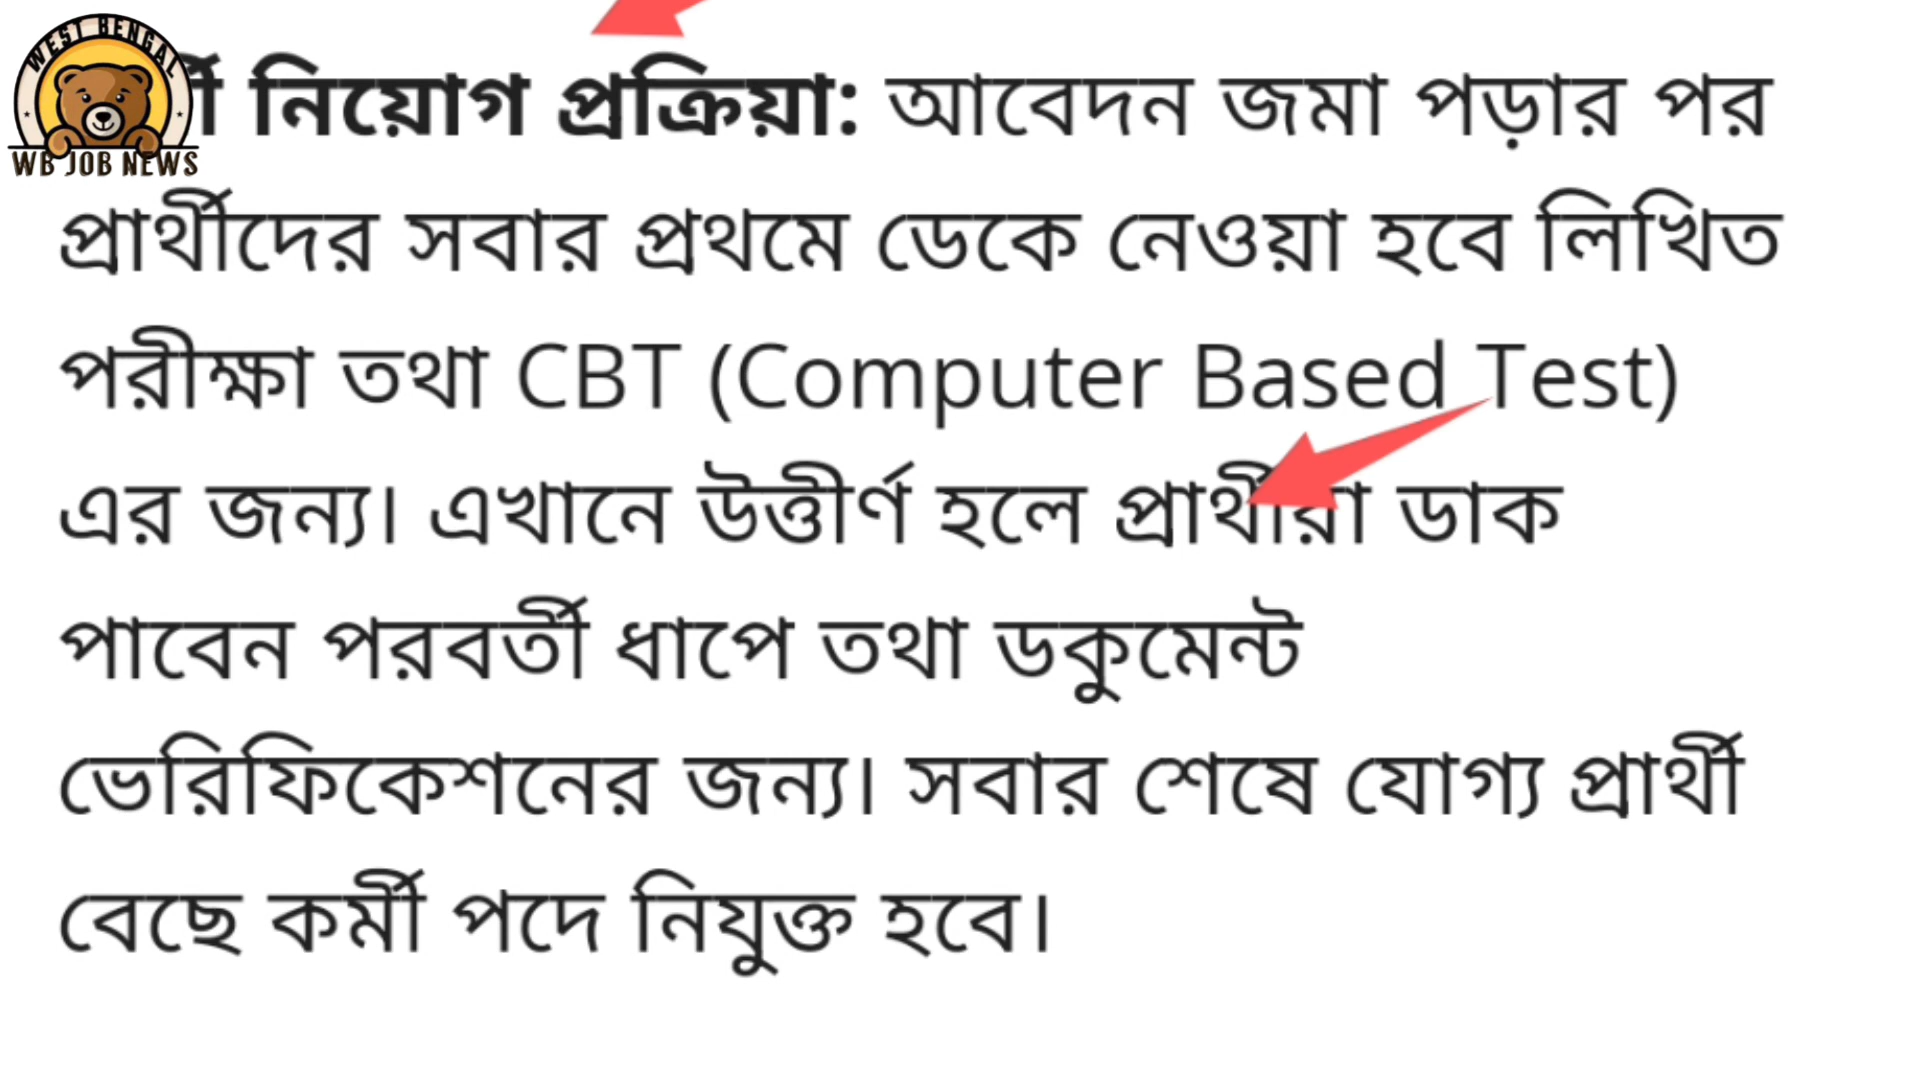 WEST BENGAL
WB JOB NEWS
নিয়োগ প্রক্রিয়া: আবেদন জমা পড়ার পর
প্রার্থীদের সবার প্রথমে ডেকে নেওয়া হবে লিখিত
পরীক্ষা তথা CBT (Computer Based Test)
এর জন্য। এখানে উত্তীর্ণ হলে প্রার্থীরা ডাক
পাবেন পরবর্তী ধাপে তথা ডকুমেন্ট
ভেরিফিকেশনের জন্য। সবার শেষে যোগ্য প্রার্থী
বেছে কর্মী পদে নিযুক্ত হবে।